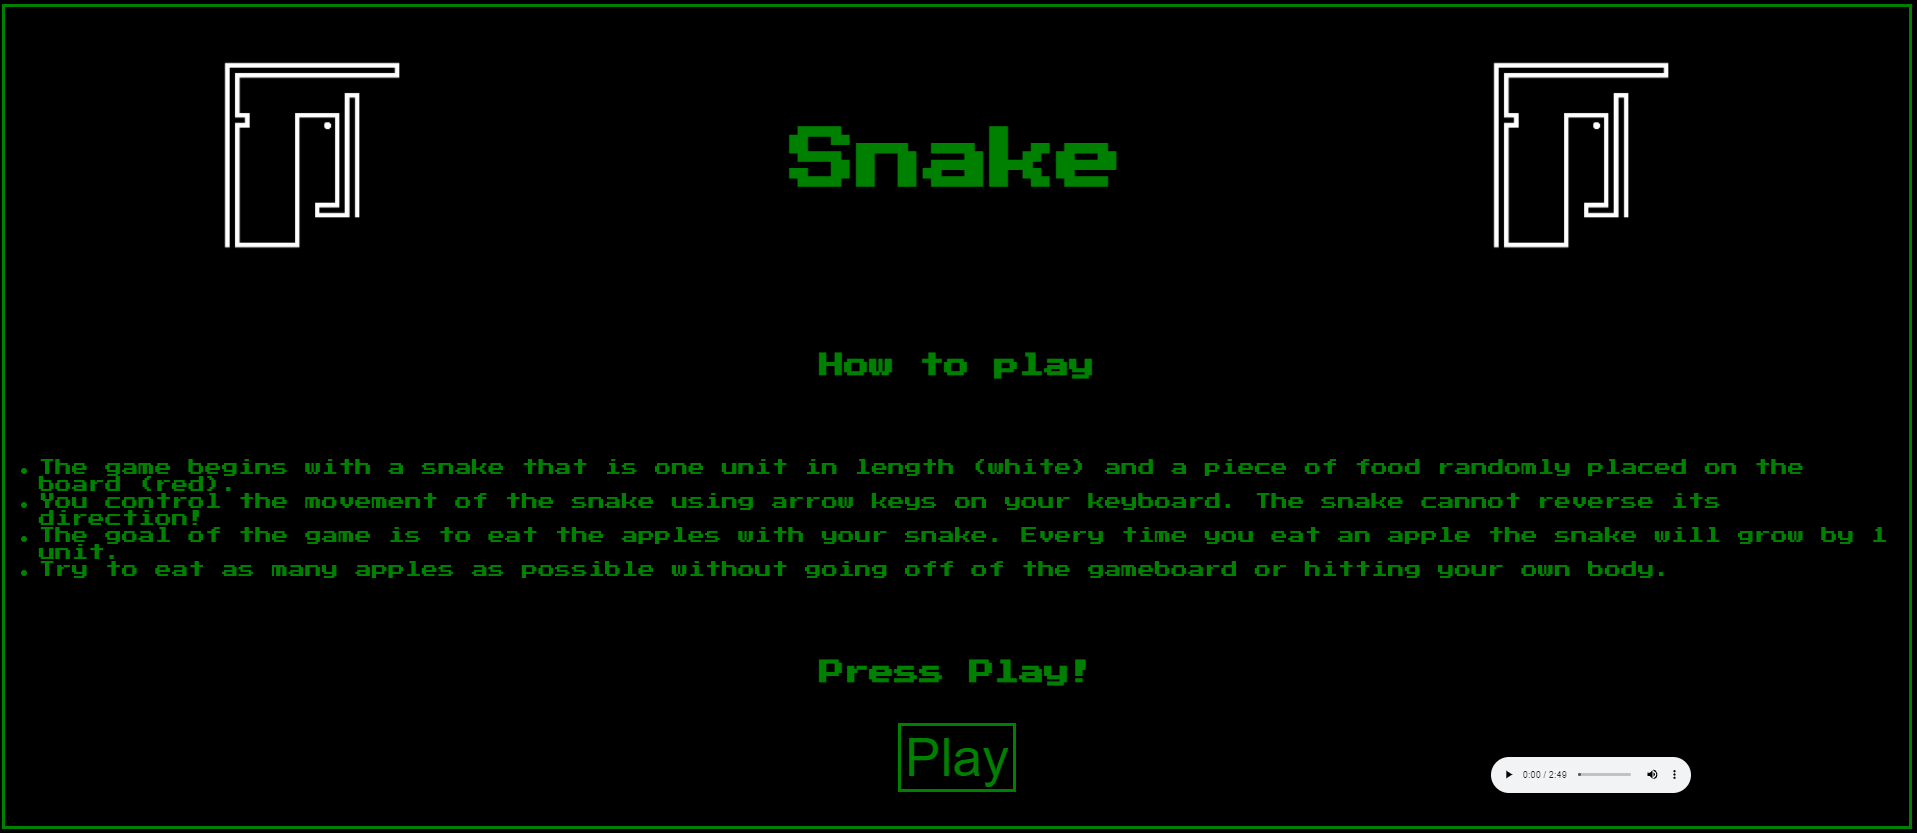 Snake
How to play
• The game begins with a snake that is one unit in length (white) and a piece of food randomly placed on the
board (red).
• You control the movement of the snake using arrow keys on your keyboard. The snake cannot reverse its
direction!
• The goal of the game is to eat the apples with your snake. Every time you eat an apple the snake will grow by 1
unit.
• Try to eat as many apples as possible without going off of the gameboard or hitting your own body.
Press Play!
Play
0:00 / 2:49